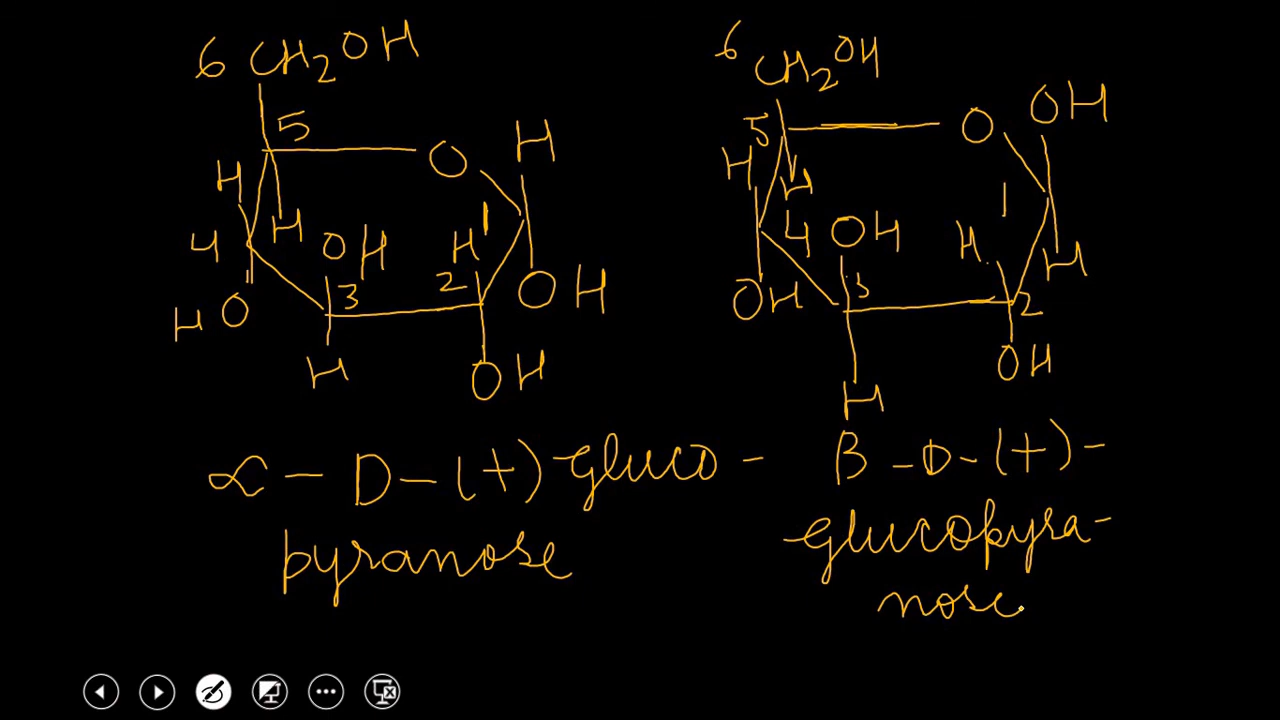 6 CH₂OH
5
O
H
H
H
4
OH
H
1
3
2
HO
OH
H
OH
α – D – (+) – gluco –
pyranose
6 CH₂OH
5
O
OH
H
H
1
4
OH
H
H
3
2
OH
OH
H
β – D – (+) –
glucopyra –
nose